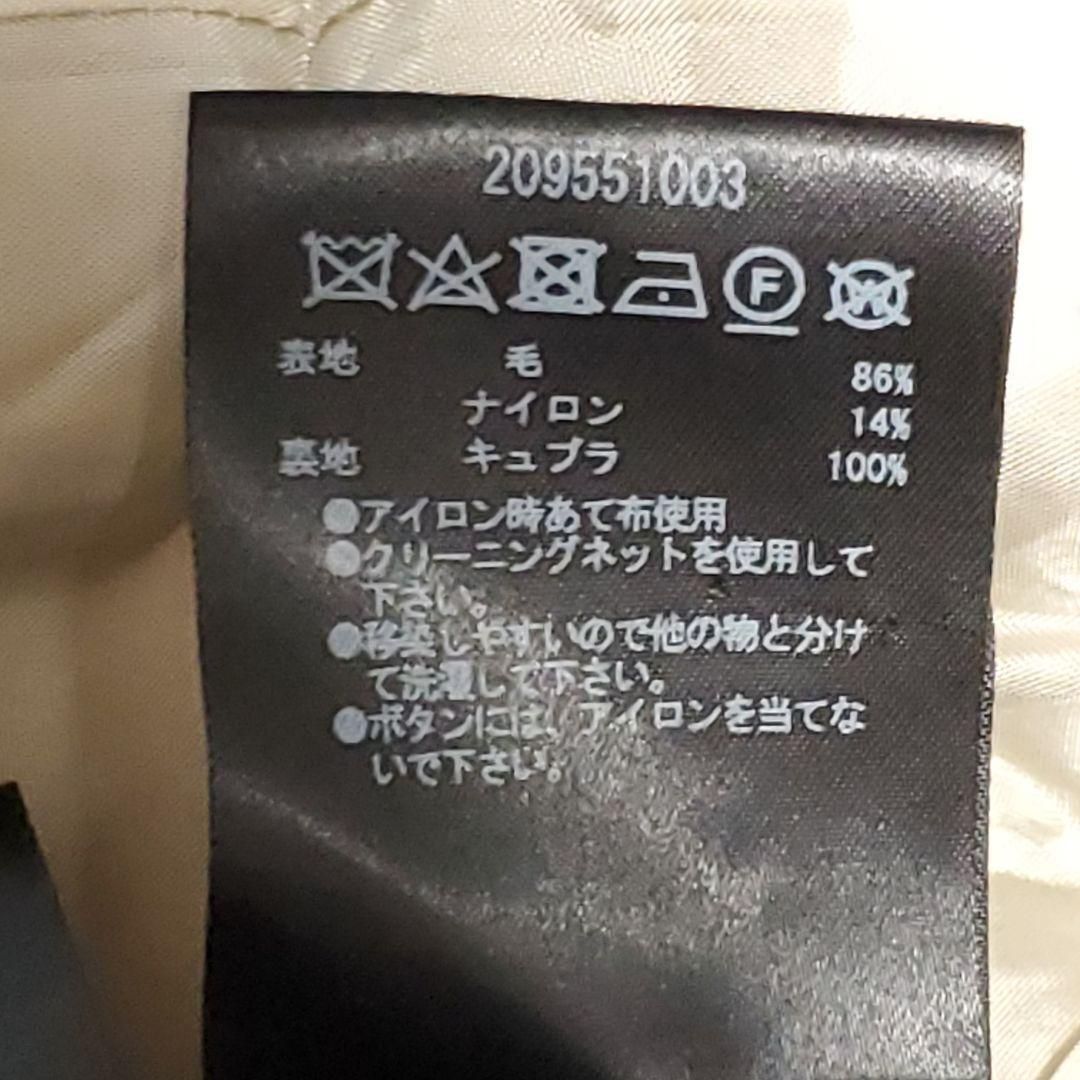 209551003
F
W
表地 毛 86%
ナイロン 14%
裏地 キュプラ 100%
●アイロン時あて布使用
●クリーニングネットを使用して
下さい。
●移染しやすいので他の物と分け
て洗濯して下さい。
●ボタンには、アイロンを当てな
いで下さい。